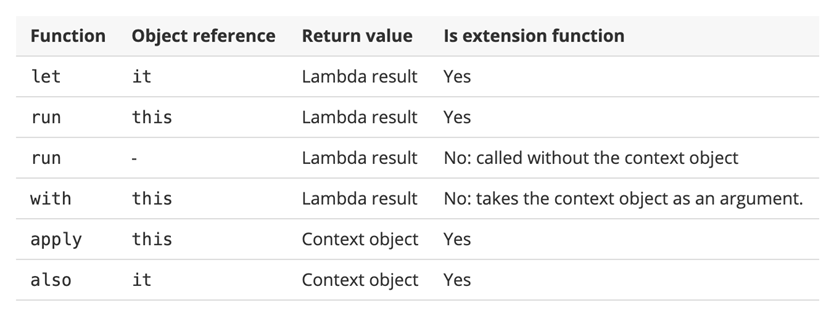 Function Object reference Return value Is extension function
let it Lambda result Yes
run this Lambda result Yes
run - Lambda result No: called without the context object
with this Lambda result No: takes the context object as an argument.
apply this Context object Yes
also it Context object Yes